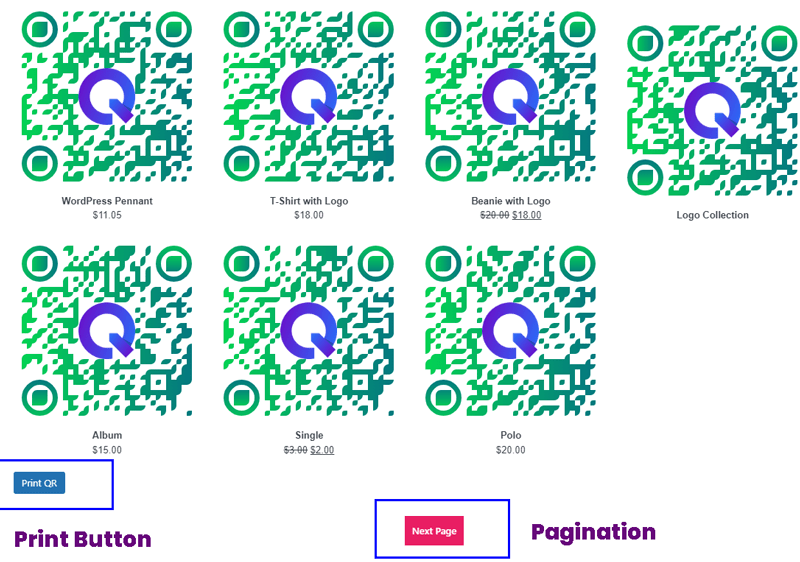 WordPress Pennant
$11.05
T-Shirt with Logo
$18.00
Beanie with Logo
$20.00 $18.00
Logo Collection
Album
$15.00
Single
$3.00 $2.00
Polo
$20.00
Print QR
Print Button
Next Page
Pagination